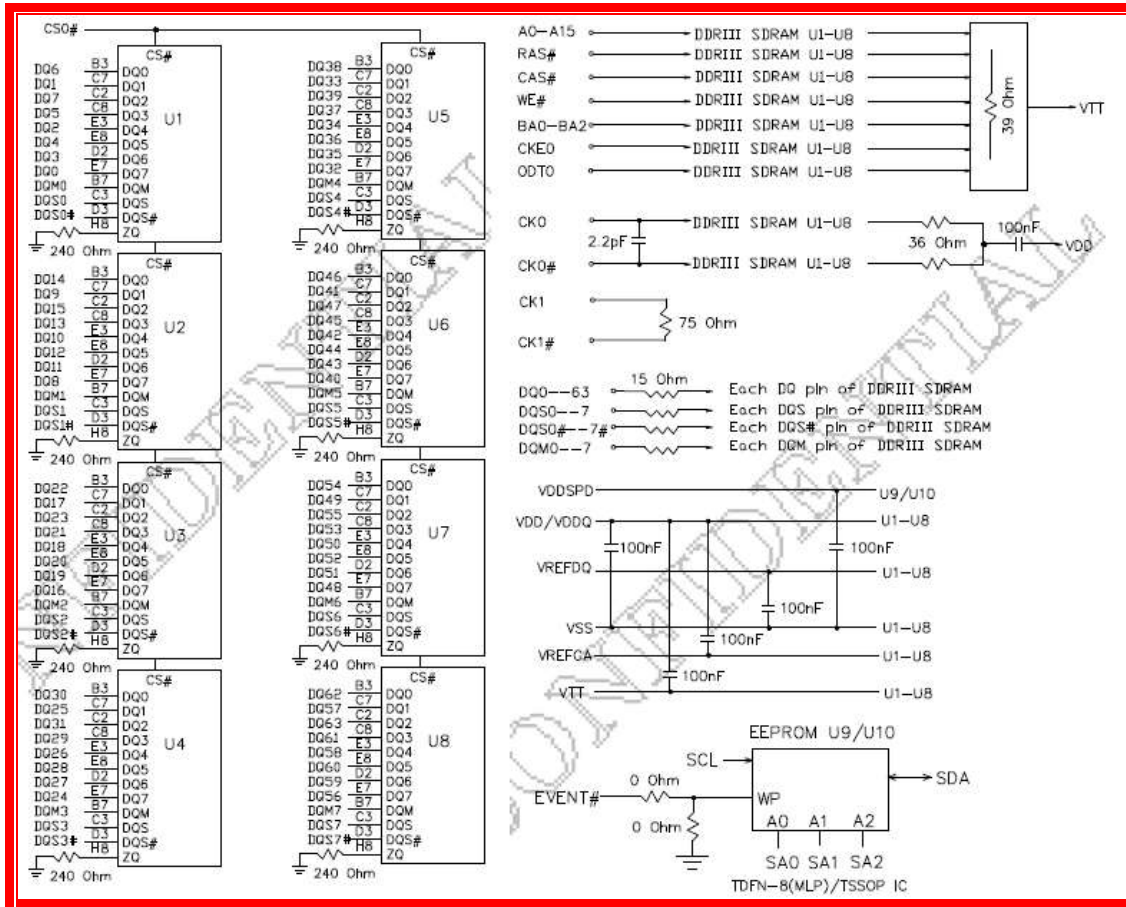 CS0#
CS#
DQ6 B3 DQ0
DQ1 C7 DQ1
DQ7 C2 DQ2
DQ5 C8 DQ3
DQ2 E3 DQ4
DQ4 E8 DQ5
DQ3 D2 DQ6
DQ0 E7 DQ7
DQM0 B7 DQM
DQS0 C3 DQS
DQS0# D3 DQS#
H8 ZQ
U1
240 Ohm
CS#
DQ14 B3 DQ0
DQ9 C7 DQ1
DQ15 C2 DQ2
DQ13 C8 DQ3
DQ10 E3 DQ4
DQ12 E8 DQ5
DQ11 D2 DQ6
DQ8 E7 DQ7
DQM1 B7 DQM
DQS1 C3 DQS
DQS1# D3 DQS#
H8 ZQ
U2
240 Ohm
CS#
DQ22 B3 DQ0
DQ17 C7 DQ1
DQ23 C2 DQ2
DQ21 C8 DQ3
DQ18 E3 DQ4
DQ20 E8 DQ5
DQ19 D2 DQ6
DQ16 E7 DQ7
DQM2 B7 DQM
DQS2 C3 DQS
DQS2# D3 DQS#
H8 ZQ
U3
240 Ohm
CS#
DQ30 B3 DQ0
DQ25 C7 DQ1
DQ31 C2 DQ2
DQ29 C8 DQ3
DQ26 E3 DQ4
DQ28 E8 DQ5
DQ27 D2 DQ6
DQ24 E7 DQ7
DQM3 B7 DQM
DQS3 C3 DQS
DQS3# D3 DQS#
H8 ZQ
U4
240 Ohm
CS#
DQ38 B3 DQ0
DQ33 C7 DQ1
DQ39 C2 DQ2
DQ37 C8 DQ3
DQ34 E3 DQ4
DQ36 E8 DQ5
DQ35 D2 DQ6
DQ32 E7 DQ7
DQM4 B7 DQM
DQS4 C3 DQS
DQS4# D3 DQS#
H8 ZQ
U5
240 Ohm
CS#
DQ46 B3 DQ0
DQ41 C7 DQ1
DQ47 C2 DQ2
DQ45 C8 DQ3
DQ42 E3 DQ4
DQ44 E8 DQ5
DQ43 D2 DQ6
DQ40 E7 DQ7
DQM5 B7 DQM
DQS5 C3 DQS
DQS5# D3 DQS#
H8 ZQ
U6
240 Ohm
CS#
DQ54 B3 DQ0
DQ49 C7 DQ1
DQ55 C2 DQ2
DQ53 C8 DQ3
DQ50 E3 DQ4
DQ52 E8 DQ5
DQ51 D2 DQ6
DQ48 E7 DQ7
DQM6 B7 DQM
DQS6 C3 DQS
DQS6# D3 DQS#
H8 ZQ
U7
240 Ohm
CS#
DQ62 B3 DQ0
DQ57 C7 DQ1
DQ63 C2 DQ2
DQ61 C8 DQ3
DQ58 E3 DQ4
DQ60 E8 DQ5
DQ59 D2 DQ6
DQ56 E7 DQ7
DQM7 B7 DQM
DQS7 C3 DQS
DQS7# D3 DQS#
H8 ZQ
U8
240 Ohm
A0-A15 DDRIII SDRAM U1-U8
RAS# DDRIII SDRAM U1-U8
CAS# DDRIII SDRAM U1-U8
WE# DDRIII SDRAM U1-U8
BA0-BA2 DDRIII SDRAM U1-U8
CKE0 DDRIII SDRAM U1-U8
ODT0 DDRIII SDRAM U1-U8
39 Ohm
VTT
CK0 DDRIII SDRAM U1-U8
2.2pF 36 Ohm 100nF VDD
CK0# DDRIII SDRAM U1-U8
CK1
75 Ohm
CK1#
15 Ohm
DQ0--63 Each DQ pin of DDRIII SDRAM
DQS0--7 Each DQS pin of DDRIII SDRAM
DQS0#--7# Each DQS# pin of DDRIII SDRAM
DQM0--7 Each DQM pin of DDRIII SDRAM
VDDSPD U9/U10
VDD/VDDQ U1-U8
100nF 100nF
VREFDQ U1-U8
100nF
VSS U1-U8
100nF
VREFCA U1-U8
100nF
VTT U1-U8
EEPROM U9/U10
SCL
SDA
0 Ohm
EVENT# WP
0 Ohm
A0 A1 A2
SA0 SA1 SA2
TDFN-8(MLP)/TSSOP IC
CONFIDENTIAL